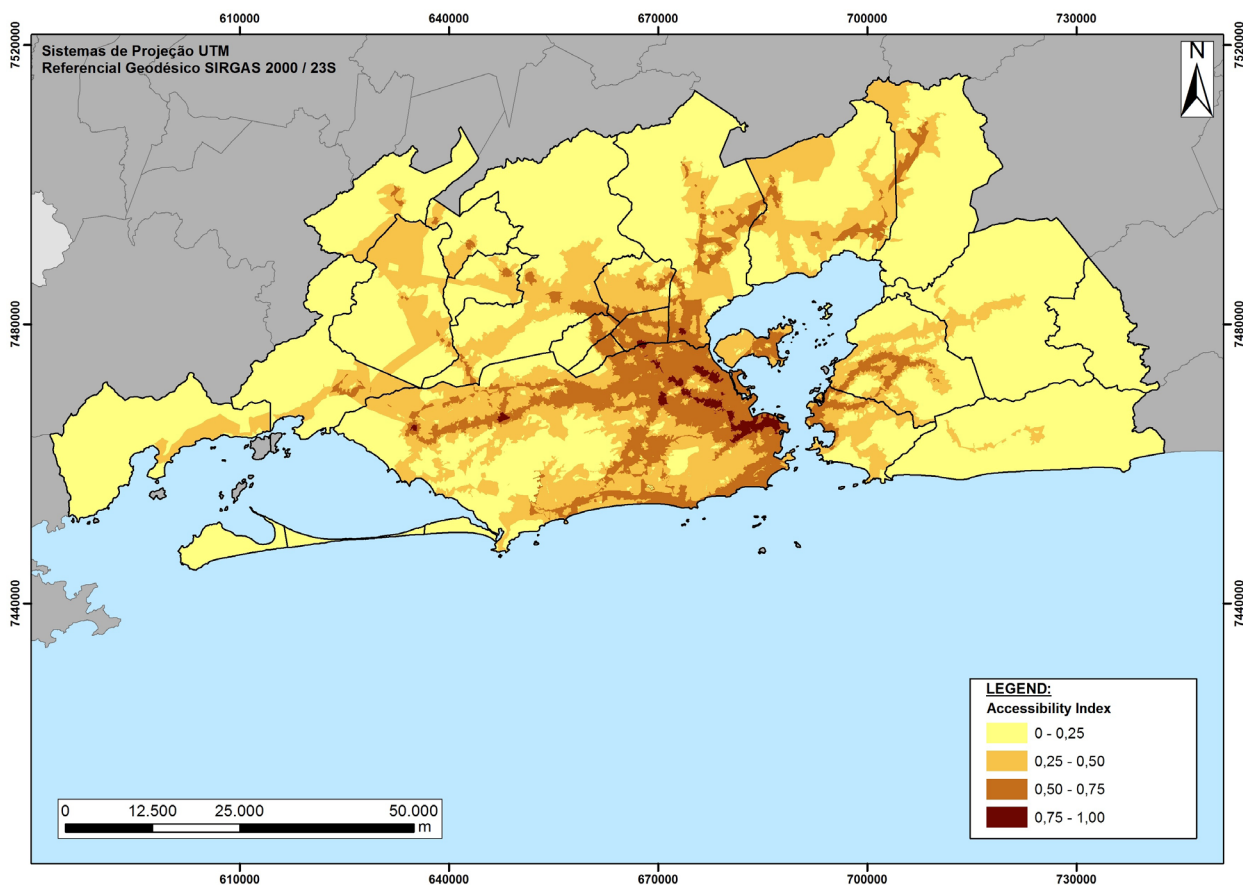 610000 640000 670000 700000 730000
7520000 7520000
Sistemas de Projeção UTM
Referencial Geodésico SIRGAS 2000 / 23S
N
7480000 7480000
7440000 7440000
LEGEND:
Accessibility Index
0 - 0,25
0,25 - 0,50
0,50 - 0,75
0,75 - 1,00
0 12.500 25.000 50.000
m
610000 640000 670000 700000 730000